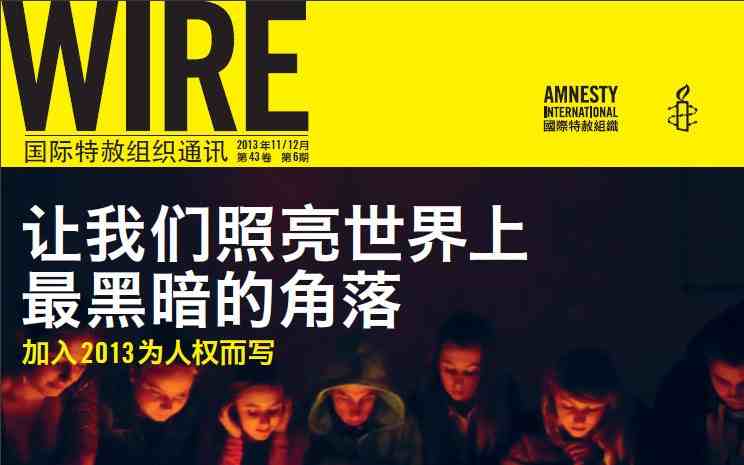 WIRE
AMNESTY
INTERNATIONAL
國際特赦組織
国际特赦组织通讯
2013年11/12月
第43卷 第6期
让我们照亮世界上
最黑暗的角落
加入2013为人权而写